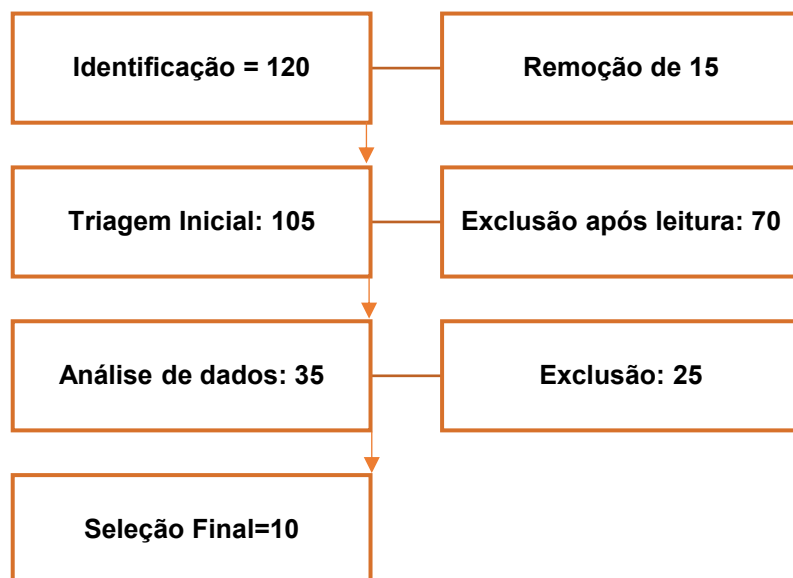 Identificação = 120
Remoção de 15
Triagem Inicial: 105
Exclusão após leitura: 70
Análise de dados: 35
Exclusão: 25
Seleção Final=10